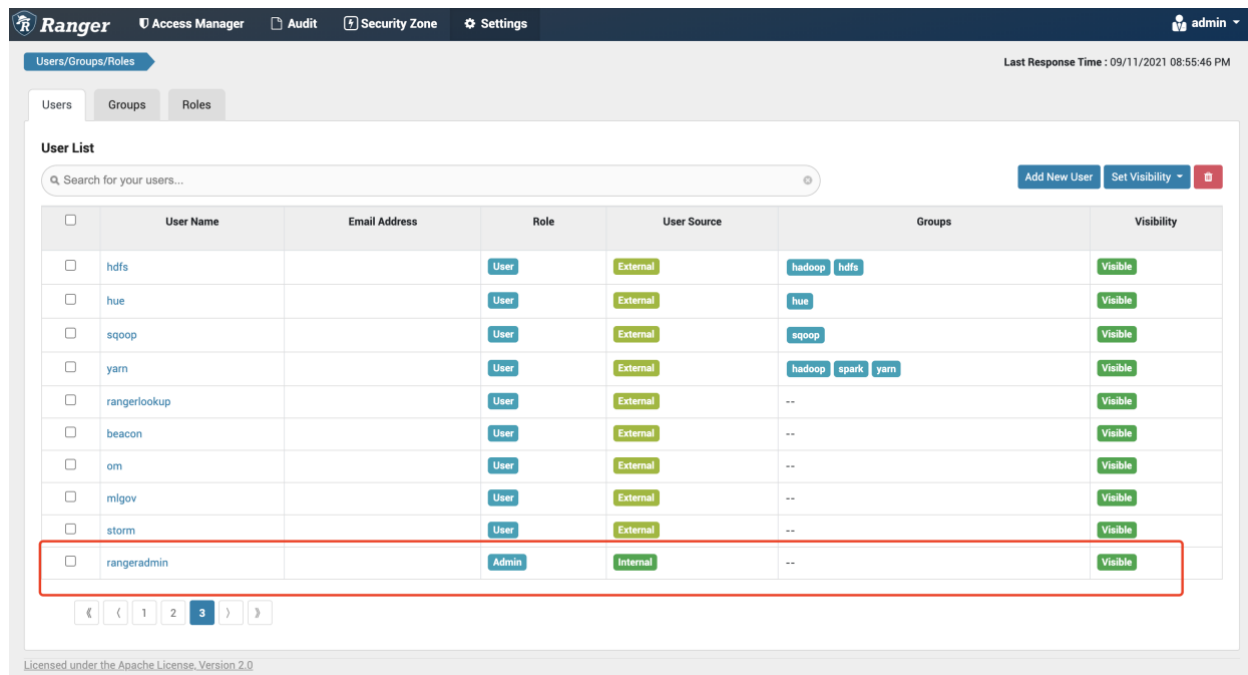 Ranger Access Manager Audit Security Zone Settings admin
Users/Groups/Roles Last Response Time : 09/11/2021 08:55:46 PM
Users Groups Roles
User List
Search for your users... Add New User Set Visibility
User Name Email Address Role User Source Groups Visibility
hdfs User External hadoop hdfs Visible
hue User External hue Visible
sqoop User External sqoop Visible
yarn User External hadoop spark yarn Visible
rangerlookup User External -- Visible
beacon User External -- Visible
om User External -- Visible
mlgov User External -- Visible
storm User External -- Visible
rangeradmin Admin Internal -- Visible
《 〈 1 2 3 〉 》
Licensed under the Apache License, Version 2.0